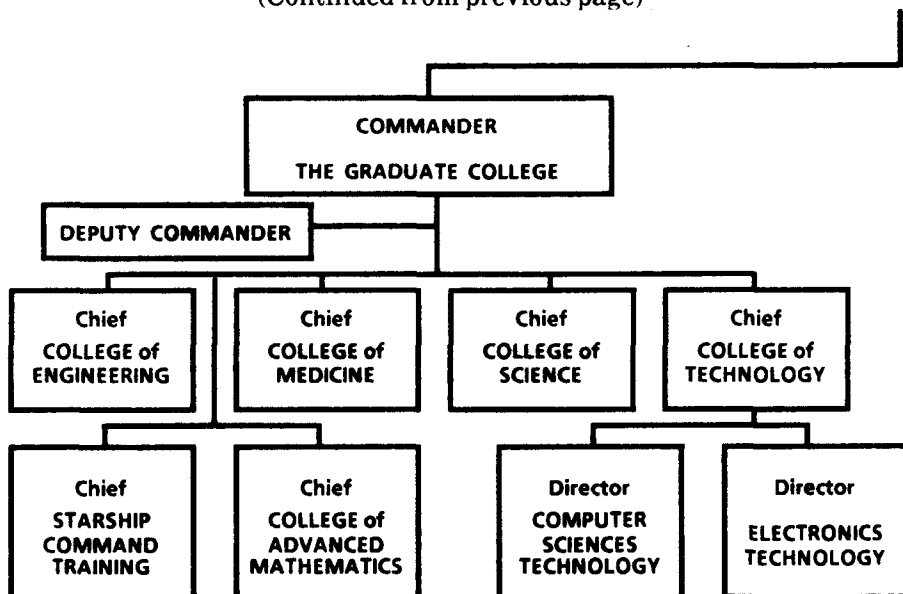 (Continued from previous page)
COMMANDER
THE GRADUATE COLLEGE
DEPUTY COMMANDER
Chief
COLLEGE of
ENGINEERING
Chief
COLLEGE of
MEDICINE
Chief
COLLEGE of
SCIENCE
Chief
COLLEGE of
TECHNOLOGY
Chief
STARSHIP
COMMAND
TRAINING
Chief
COLLEGE of
ADVANCED
MATHEMATICS
Director
COMPUTER
SCIENCES
TECHNOLOGY
Director
ELECTRONICS
TECHNOLOGY